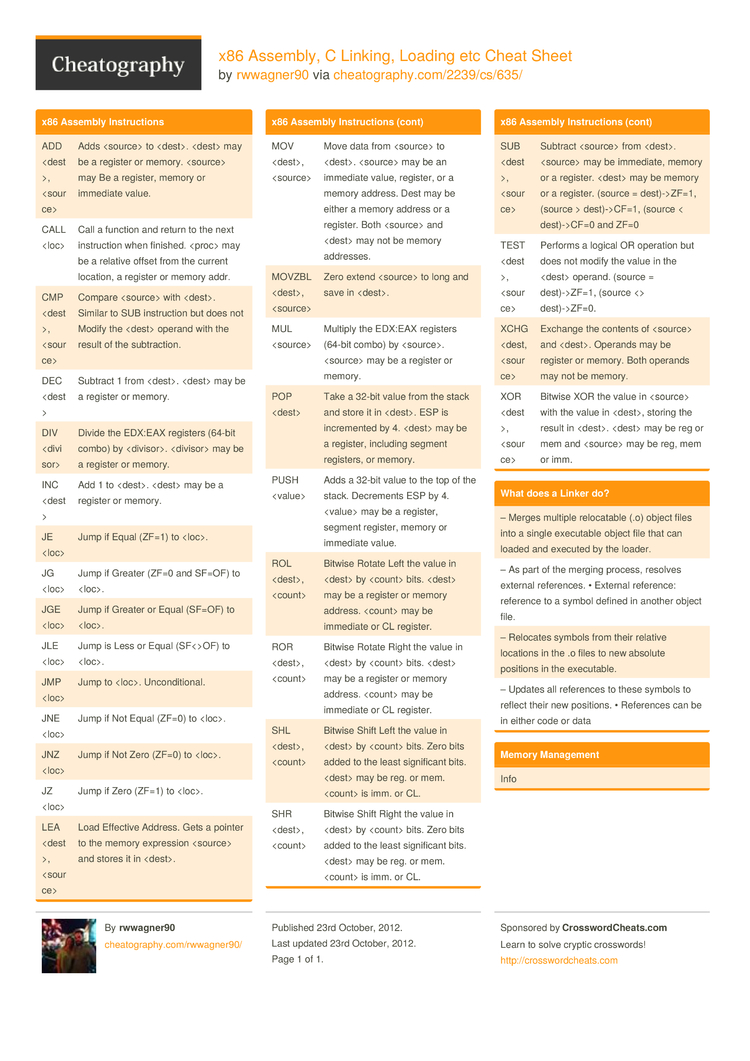 Cheatography
x86 Assembly, C Linking, Loading etc Cheat Sheet
by rwwagner90 via cheatography.com/2239/cs/635/
x86 Assembly Instructions
ADD
<dest
>,
<sour
ce>
Adds <source> to <dest>. <dest> may
be a register or memory. <source>
may Be a register, memory or
immediate value.
CALL
<loc>
Call a function and return to the next
instruction when finished. <proc> may
be a relative offset from the current
location, a register or memory addr.
CMP
<dest
>,
<sour
ce>
Compare <source> with <dest>.
Similar to SUB instruction but does not
Modify the <dest> operand with the
result of the subtraction.
DEC
<dest
>
Subtract 1 from <dest>. <dest> may be
a register or memory.
DIV
<divi
sor>
Divide the EDX:EAX registers (64-bit
combo) by <divisor>. <divisor> may be
a register or memory.
INC
<dest
>
Add 1 to <dest>. <dest> may be a
register or memory.
JE
<loc>
Jump if Equal (ZF=1) to <loc>.
JG
<loc>
Jump if Greater (ZF=0 and SF=OF) to
<loc>.
JGE
<loc>
Jump if Greater or Equal (SF=OF) to
<loc>.
JLE
<loc>
Jump is Less or Equal (SF<>OF) to
<loc>.
JMP
<loc>
Jump to <loc>. Unconditional.
JNE
<loc>
Jump if Not Equal (ZF=0) to <loc>.
JNZ
<loc>
Jump if Not Zero (ZF=0) to <loc>.
JZ
<loc>
Jump if Zero (ZF=1) to <loc>.
LEA
<dest
>,
<sour
ce>
Load Effective Address. Gets a pointer
to the memory expression <source>
and stores it in <dest>.
x86 Assembly Instructions (cont)
MOV
<dest>,
<source>
Move data from <source> to
<dest>. <source> may be an
immediate value, register, or a
memory address. Dest may be
either a memory address or a
register. Both <source> and
<dest> may not be memory
addresses.
MOVZBL
<dest>,
<source>
Zero extend <source> to long and
save in <dest>.
MUL
<source>
Multiply the EDX:EAX registers
(64-bit combo) by <source>.
<source> may be a register or
memory.
POP
<dest>
Take a 32-bit value from the stack
and store it in <dest>. ESP is
incremented by 4. <dest> may be
a register, including segment
registers, or memory.
PUSH
<value>
Adds a 32-bit value to the top of the
stack. Decrements ESP by 4.
<value> may be a register,
segment register, memory or
immediate value.
ROL
<dest>,
<count>
Bitwise Rotate Left the value in
<dest> by <count> bits. <dest>
may be a register or memory
address. <count> may be
immediate or CL register.
ROR
<dest>,
<count>
Bitwise Rotate Right the value in
<dest> by <count> bits. <dest>
may be a register or memory
address. <count> may be
immediate or CL register.
SHL
<dest>,
<count>
Bitwise Shift Left the value in
<dest> by <count> bits. Zero bits
added to the least significant bits.
<dest> may be reg. or mem.
<count> is imm. or CL.
SHR
<dest>,
<count>
Bitwise Shift Right the value in
<dest> by <count> bits. Zero bits
added to the least significant bits.
<dest> may be reg. or mem.
<count> is imm. or CL.
x86 Assembly Instructions (cont)
SUB
<dest
>,
<sour
ce>
Subtract <source> from <dest>.
<source> may be immediate, memory
or a register. <dest> may be memory
or a register. (source = dest)->ZF=1,
(source > dest)->CF=1, (source <
dest)->CF=0 and ZF=0
TEST
<dest
>,
<sour
ce>
Performs a logical OR operation but
does not modify the value in the
<dest> operand. (source =
dest)->ZF=1, (source <>
dest)->ZF=0.
XCHG
<dest,
<sour
ce>
Exchange the contents of <source>
and <dest>. Operands may be
register or memory. Both operands
may not be memory.
XOR
<dest
>,
<sour
ce>
Bitwise XOR the value in <source>
with the value in <dest>, storing the
result in <dest>. <dest> may be reg or
mem and <source> may be reg, mem
or imm.
What does a Linker do?
– Merges multiple relocatable (.o) object files
into a single executable object file that can
loaded and executed by the loader.
– As part of the merging process, resolves
external references. • External reference:
reference to a symbol defined in another object
file.
– Relocates symbols from their relative
locations in the .o files to new absolute
positions in the executable.
– Updates all references to these symbols to
reflect their new positions. • References can be
in either code or data
Memory Management
Info
By rwwagner90
cheatography.com/rwwagner90/
Published 23rd October, 2012.
Last updated 23rd October, 2012.
Page 1 of 1.
Sponsored by CrosswordCheats.com
Learn to solve cryptic crosswords!
http://crosswordcheats.com